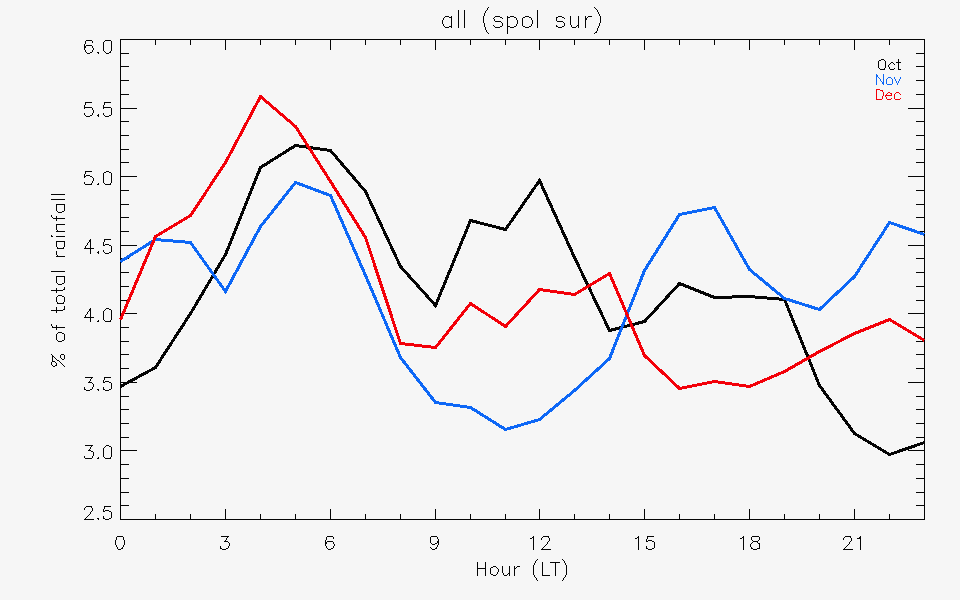 all (spol sur)
6.0
5.5
5.0
4.5
4.0
3.5
3.0
2.5
% of total rainfall
Oct
Nov
Dec
0 3 6 9 12 15 18 21
Hour (LT)